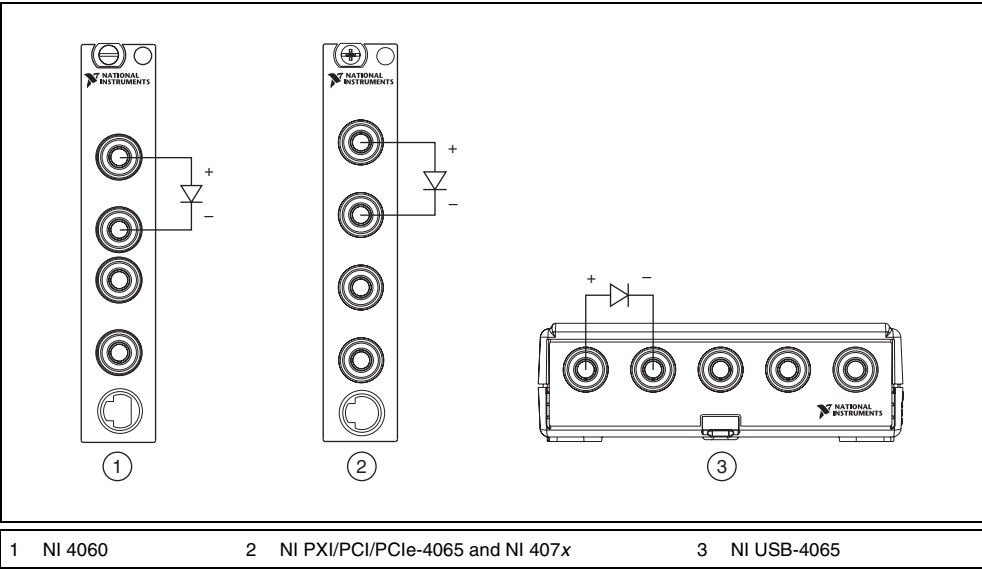 NATIONAL
INSTRUMENTS
NATIONAL
INSTRUMENTS
+
–
+
–
+ –
NATIONAL
INSTRUMENTS
1 2 3
1 NI 4060 2 NI PXI/PCI/PCIe-4065 and NI 407x 3 NI USB-4065